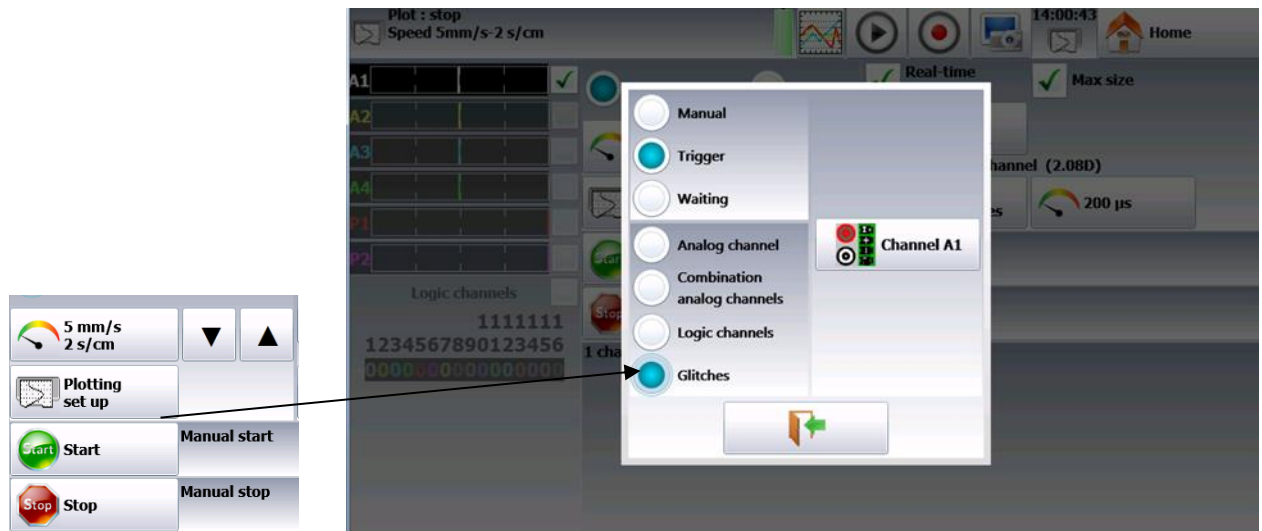 Plot : stop
Speed 5mm/s-2 s/cm
14:00:43
Home
A1
A2
A3
A4
P1
P2
Logic channels
1111111
1234567890123456
0000000000000000
Real-time
Max size
Manual
Trigger
Waiting
Analog channel
Combination
analog channels
Logic channels
Glitches
Channel A1
hannel (2.08D)
es
200 µs
Start
Stop
1 cha
5 mm/s
2 s/cm
▼
▲
Plotting
set up
Start
Start
Manual start
Stop
Stop
Manual stop